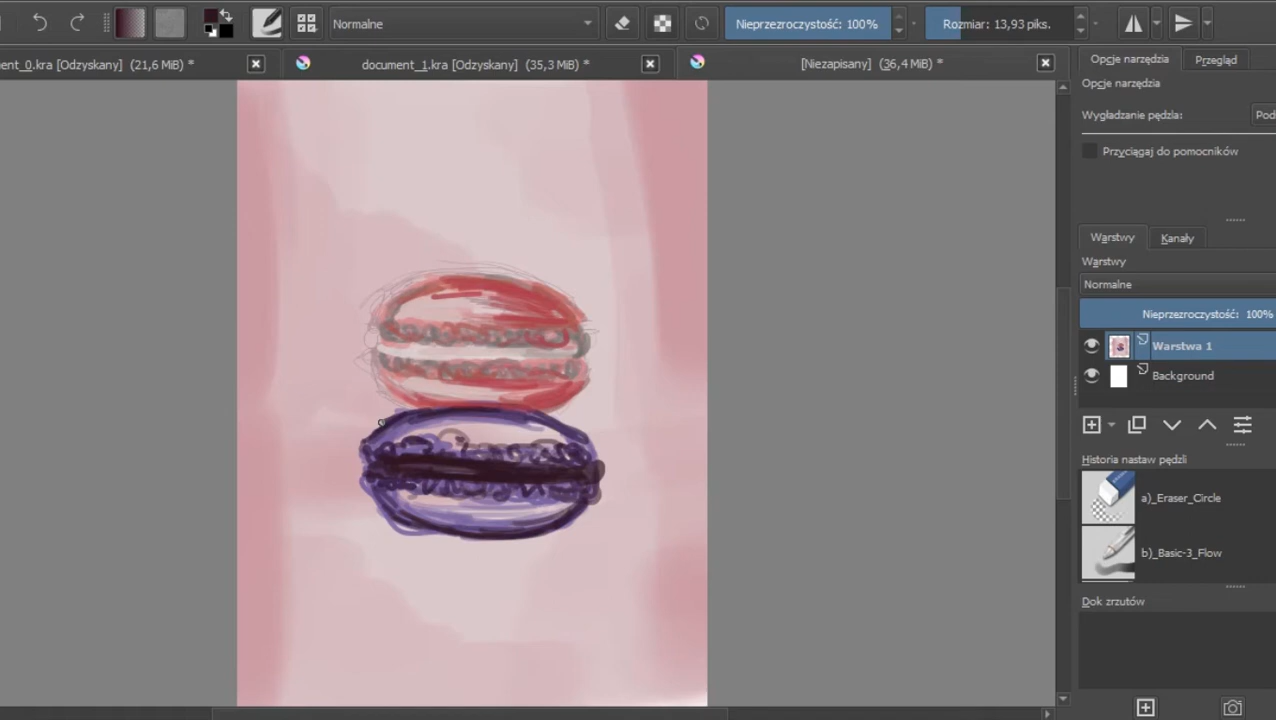 Normalne
Nieprzezroczystość: 100%
Rozmiar: 13,93 piks.
ent_0.kra [Odzyskany] (21,6 MiB) *
document_1.kra [Odzyskany] (35,3 MiB) *
[Niezapisany] (36,4 MiB) *
Opcje narzędzia
Przegląd
Opcje narzędzia
Wygładzanie pędzla:
Pod
Przyciągaj do pomocników
Warstwy
Kanały
Warstwy
Normalne
Nieprzezroczystość: 100%
Warstwa 1
Background
Historia nastaw pędzli
a)_Eraser_Circle
b)_Basic-3_Flow
Dok zrzutów